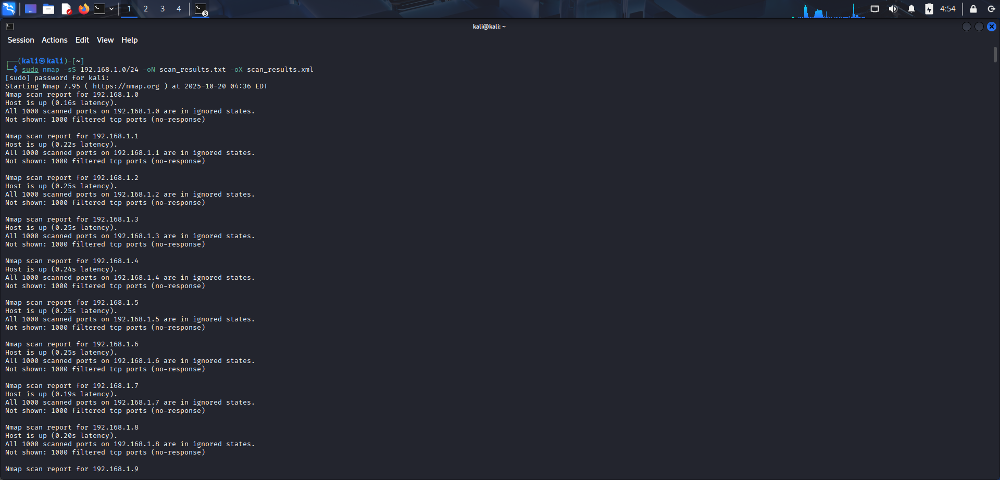 1 2 3 4 3 4:54
kali@kali: ~
Session Actions Edit View Help
┌──(kali㉿kali)-[~]
└─$ sudo nmap -sS 192.168.1.0/24 -oN scan_results.txt -oX scan_results.xml
[sudo] password for kali:
Starting Nmap 7.95 ( https://nmap.org ) at 2025-10-20 04:36 EDT
Nmap scan report for 192.168.1.0
Host is up (0.16s latency).
All 1000 scanned ports on 192.168.1.0 are in ignored states.
Not shown: 1000 filtered tcp ports (no-response)
Nmap scan report for 192.168.1.1
Host is up (0.22s latency).
All 1000 scanned ports on 192.168.1.1 are in ignored states.
Not shown: 1000 filtered tcp ports (no-response)
Nmap scan report for 192.168.1.2
Host is up (0.25s latency).
All 1000 scanned ports on 192.168.1.2 are in ignored states.
Not shown: 1000 filtered tcp ports (no-response)
Nmap scan report for 192.168.1.3
Host is up (0.25s latency).
All 1000 scanned ports on 192.168.1.3 are in ignored states.
Not shown: 1000 filtered tcp ports (no-response)
Nmap scan report for 192.168.1.4
Host is up (0.24s latency).
All 1000 scanned ports on 192.168.1.4 are in ignored states.
Not shown: 1000 filtered tcp ports (no-response)
Nmap scan report for 192.168.1.5
Host is up (0.25s latency).
All 1000 scanned ports on 192.168.1.5 are in ignored states.
Not shown: 1000 filtered tcp ports (no-response)
Nmap scan report for 192.168.1.6
Host is up (0.25s latency).
All 1000 scanned ports on 192.168.1.6 are in ignored states.
Not shown: 1000 filtered tcp ports (no-response)
Nmap scan report for 192.168.1.7
Host is up (0.19s latency).
All 1000 scanned ports on 192.168.1.7 are in ignored states.
Not shown: 1000 filtered tcp ports (no-response)
Nmap scan report for 192.168.1.8
Host is up (0.20s latency).
All 1000 scanned ports on 192.168.1.8 are in ignored states.
Not shown: 1000 filtered tcp ports (no-response)
Nmap scan report for 192.168.1.9